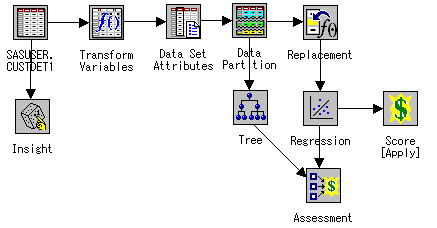 SASUSER.
CUSTDET1
Transform
Variables
Data Set
Attributes
Data
Partition
Replacement
Insight
Tree
Regression
Score
[Apply]
Assessment